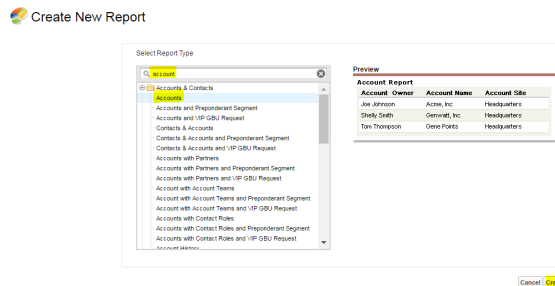 Create New Report
Select Report Type
account
Accounts & Contacts
Accounts
Accounts and Preponderant Segment
Accounts and VIP GBU Request
Contacts & Accounts
Contacts & Accounts and Preponderant Segment
Contacts & Accounts and VIP GBU Request
Accounts with Partners
Accounts with Partners and Preponderant Segment
Accounts with Partners and VIP GBU Request
Account with Account Teams
Account with Account Teams and Preponderant Segment
Account with Account Teams and VIP GBU Request
Accounts with Contact Roles
Accounts with Contact Roles and Preponderant Segment
Accounts with Contact Roles and VIP GBU Request
Account History
Preview
Account Report
Account Owner Account Name Account Site
Joe Johnson Acme, Inc Headquarters
Shelly Smith Genwatt, Inc Headquarters
Tom Thompson Gene Points Headquarters
Cancel Cre